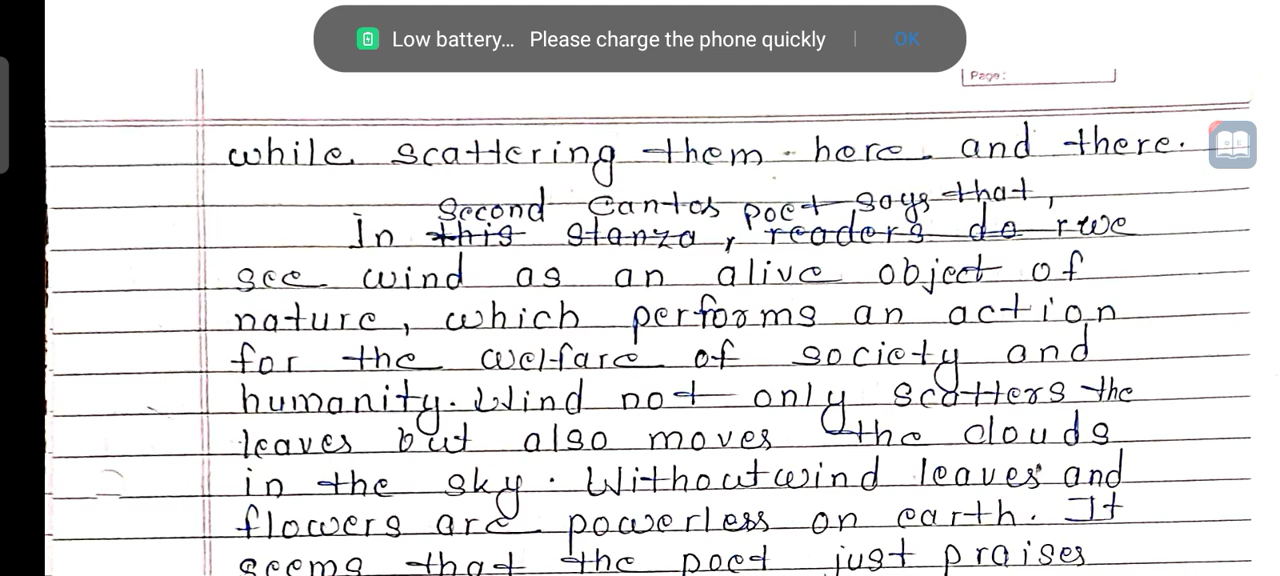 Low battery... Please charge the phone quickly | OK
Page:
while scattering them here and there.
Second Cantos poet says that,
In this stanza, readers do we
see wind as an alive object of
nature, which performs an action
for the welfare of society and
humanity. Wind not only scatters the
leaves but also moves the clouds
in the sky. Without wind leaves and
flowers are powerless on earth. It
seems that the poet just praises